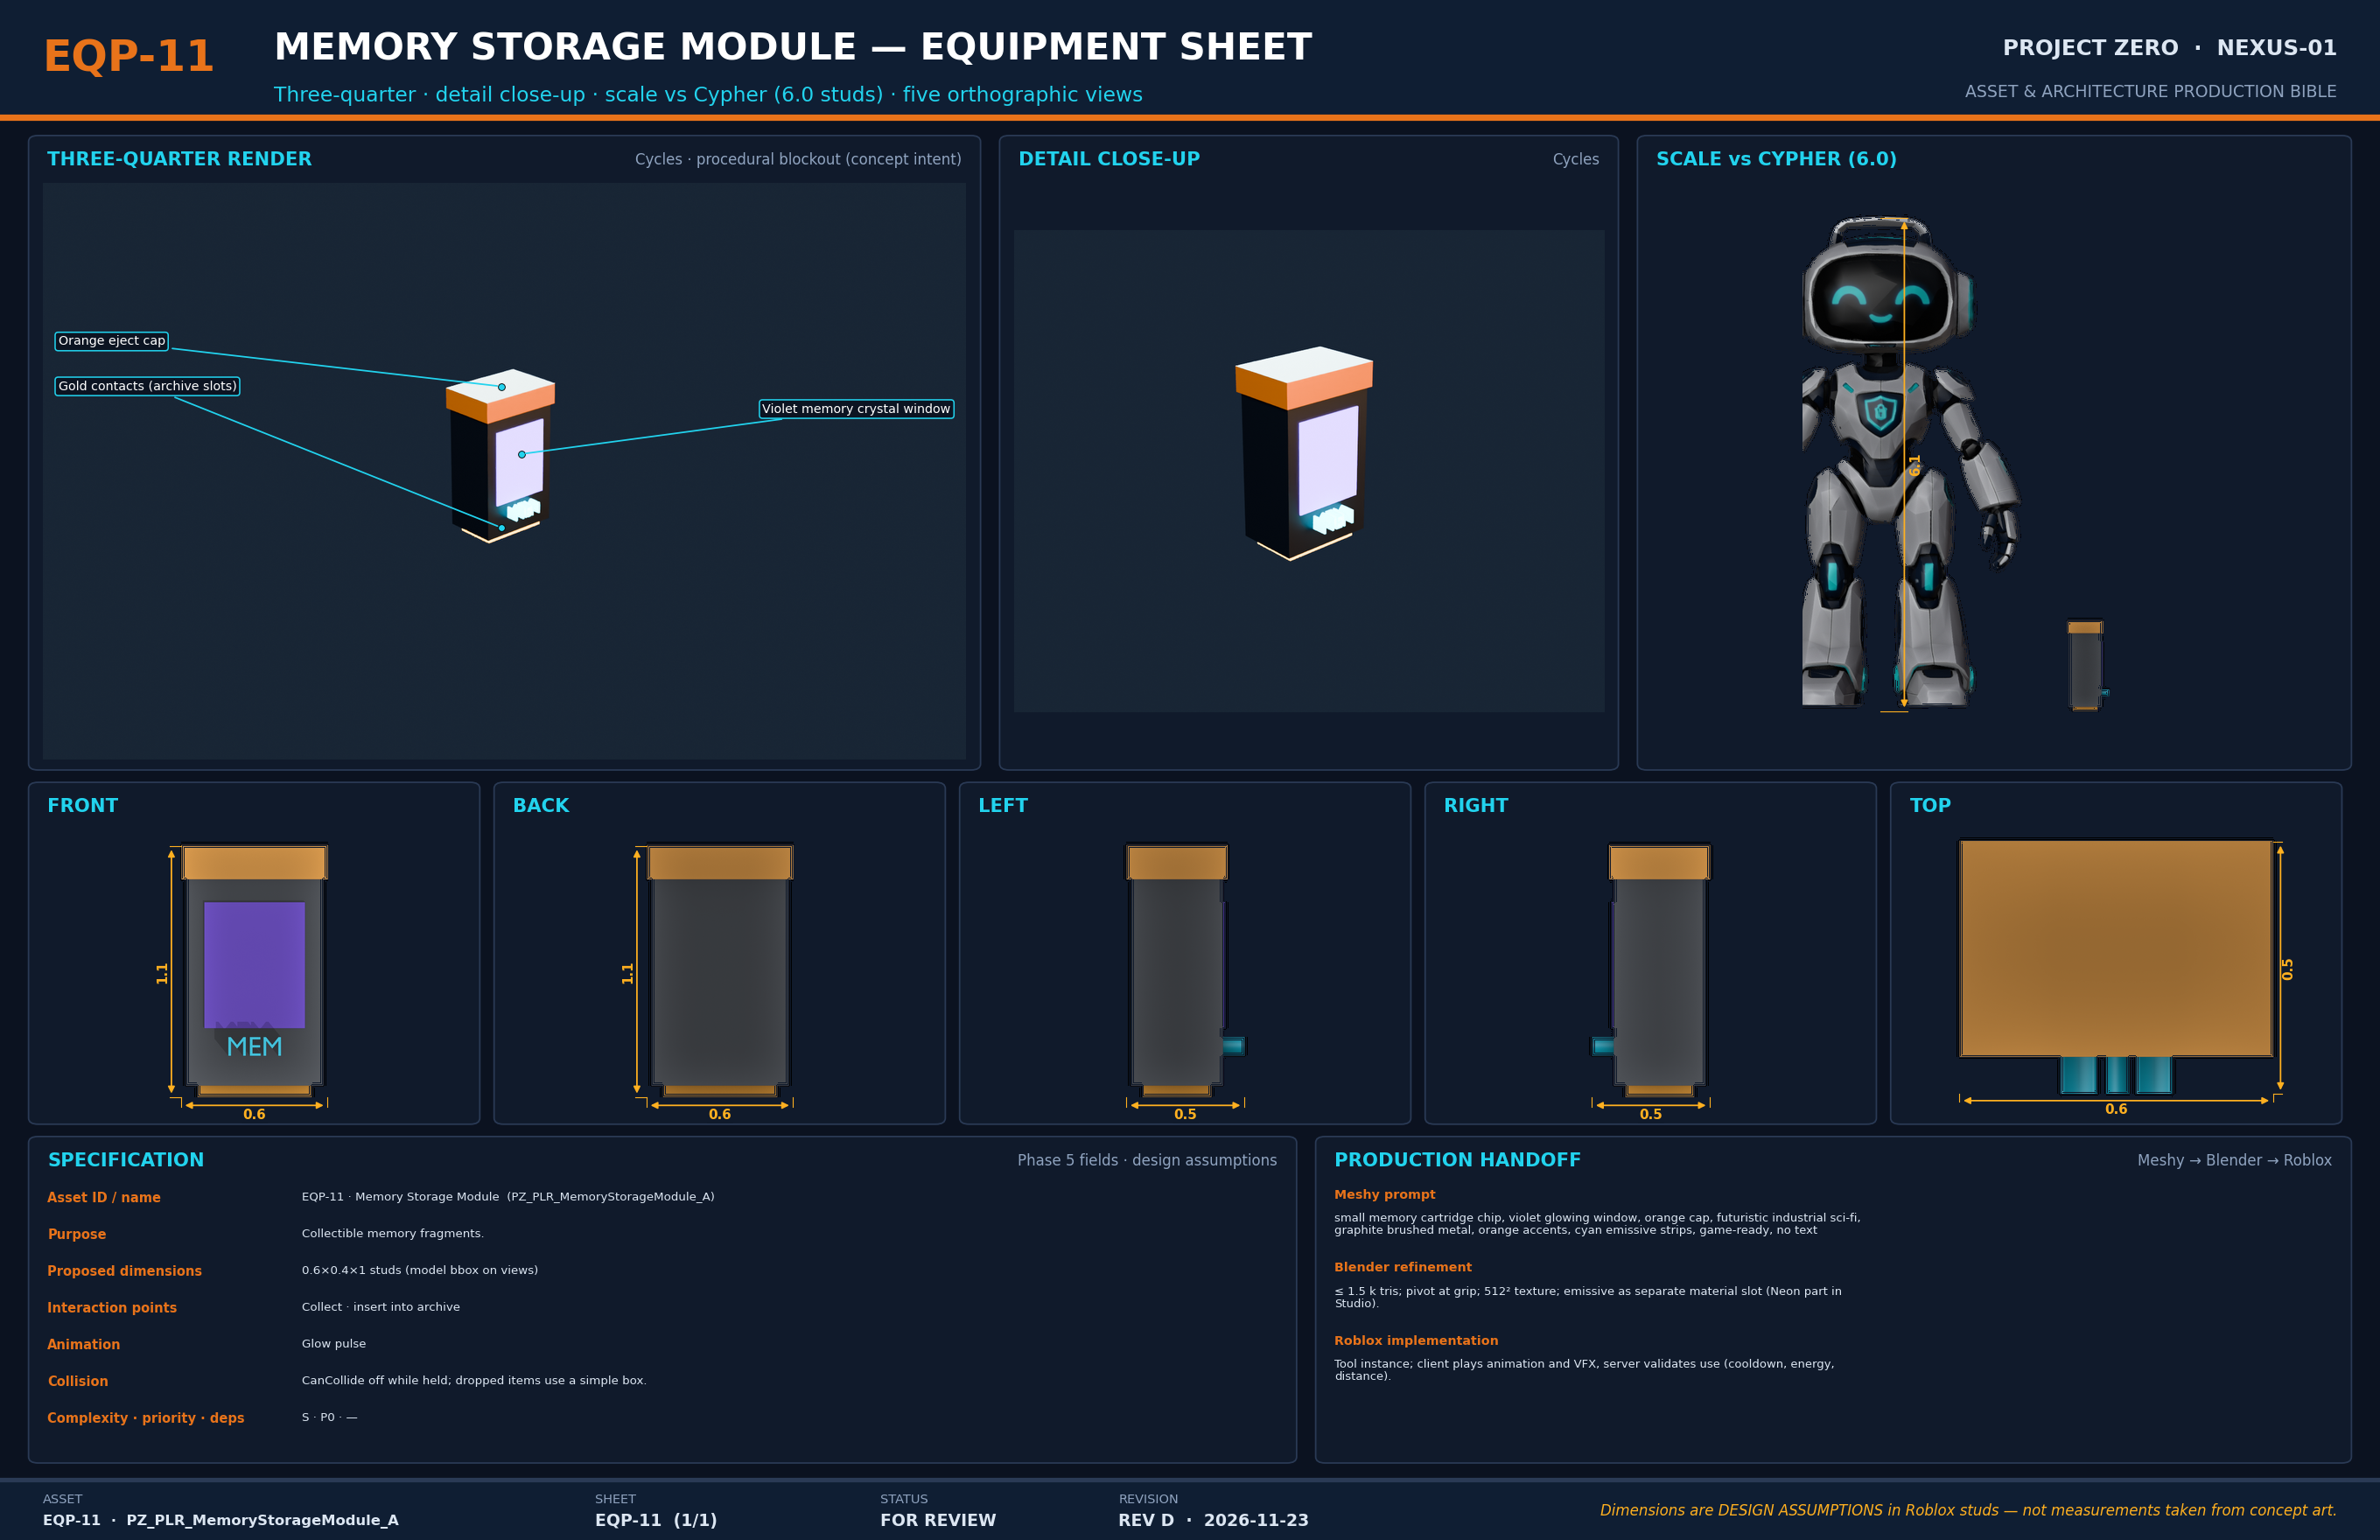 EQP-11
MEMORY STORAGE MODULE — EQUIPMENT SHEET
Three-quarter · detail close-up · scale vs Cypher (6.0 studs) · five orthographic views
PROJECT ZERO · NEXUS-01
ASSET & ARCHITECTURE PRODUCTION BIBLE
THREE-QUARTER RENDER
Cycles · procedural blockout (concept intent)
Orange eject cap
Gold contacts (archive slots)
Violet memory crystal window
DETAIL CLOSE-UP
Cycles
SCALE vs CYPHER (6.0)
6.1
FRONT
1.1
MEM
0.6
BACK
1.1
0.6
LEFT
0.5
RIGHT
0.5
TOP
0.5
0.6
SPECIFICATION
Phase 5 fields · design assumptions
Asset ID / name
EQP-11 · Memory Storage Module (PZ_PLR_MemoryStorageModule_A)
Purpose
Collectible memory fragments.
Proposed dimensions
0.6×0.4×1 studs (model bbox on views)
Interaction points
Collect · insert into archive
Animation
Glow pulse
Collision
CanCollide off while held; dropped items use a simple box.
Complexity · priority · deps
S · P0 · —
PRODUCTION HANDOFF
Meshy → Blender → Roblox
Meshy prompt
small memory cartridge chip, violet glowing window, orange cap, futuristic industrial sci-fi,
graphite brushed metal, orange accents, cyan emissive strips, game-ready, no text
Blender refinement
≤ 1.5 k tris; pivot at grip; 512² texture; emissive as separate material slot (Neon part in
Studio).
Roblox implementation
Tool instance; client plays animation and VFX, server validates use (cooldown, energy,
distance).
ASSET
EQP-11 · PZ_PLR_MemoryStorageModule_A
SHEET
EQP-11 (1/1)
STATUS
FOR REVIEW
REVISION
REV D · 2026-11-23
Dimensions are DESIGN ASSUMPTIONS in Roblox studs — not measurements taken from concept art.